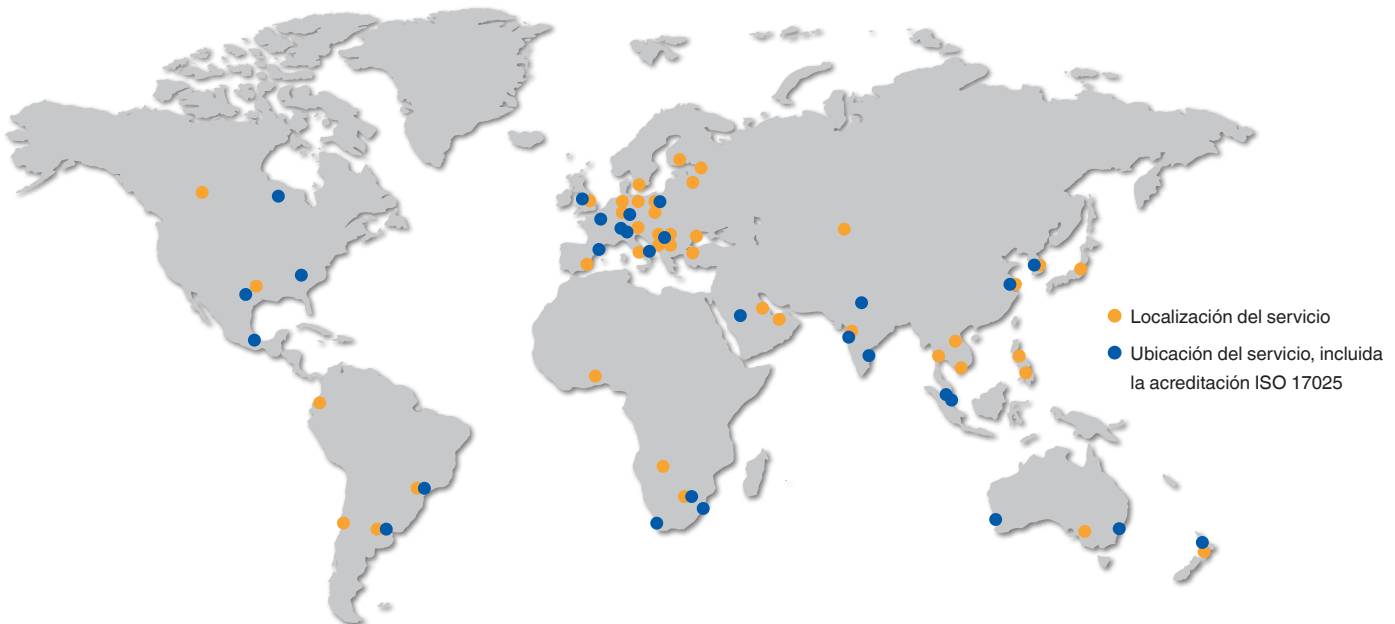 Localización del servicio
Ubicación del servicio, incluida
la acreditación ISO 17025